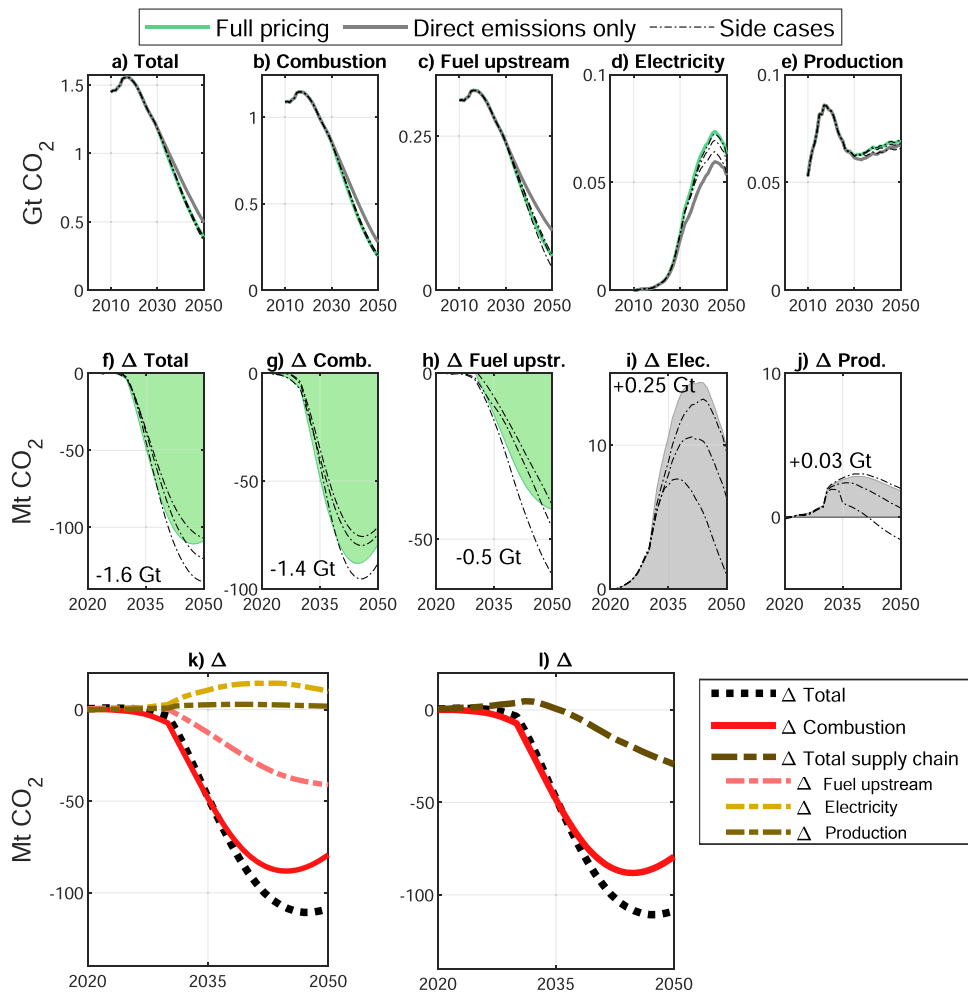 Full pricing Direct emissions only Side cases
a) Total b) Combustion c) Fuel upstream d) Electricity e) Production
Gt CO2
1.5
1
0.5
0
2010 2030 2050
1
0
2010 2030 2050
0.25
0
2010 2030 2050
0.1
0.05
0
2010 2030 2050
0.1
0.05
0
2010 2030 2050
f) Δ Total g) Δ Comb. h) Δ Fuel upstr. i) Δ Elec. j) Δ Prod.
Mt CO2
0
-50
-100
-1.6 Gt
2020 2035 2050
0
-50
-100
-1.4 Gt
2020 2035 2050
0
-50
-0.5 Gt
2020 2035 2050
+0.25 Gt
10
0
2020 2035 2050
10
+0.03 Gt
0
2020 2035 2050
k) Δ l) Δ
Mt CO2
0
-50
-100
2020 2035 2050
0
-50
-100
2020 2035 2050
Δ Total
Δ Combustion
Δ Total supply chain
Δ Fuel upstream
Δ Electricity
Δ Production